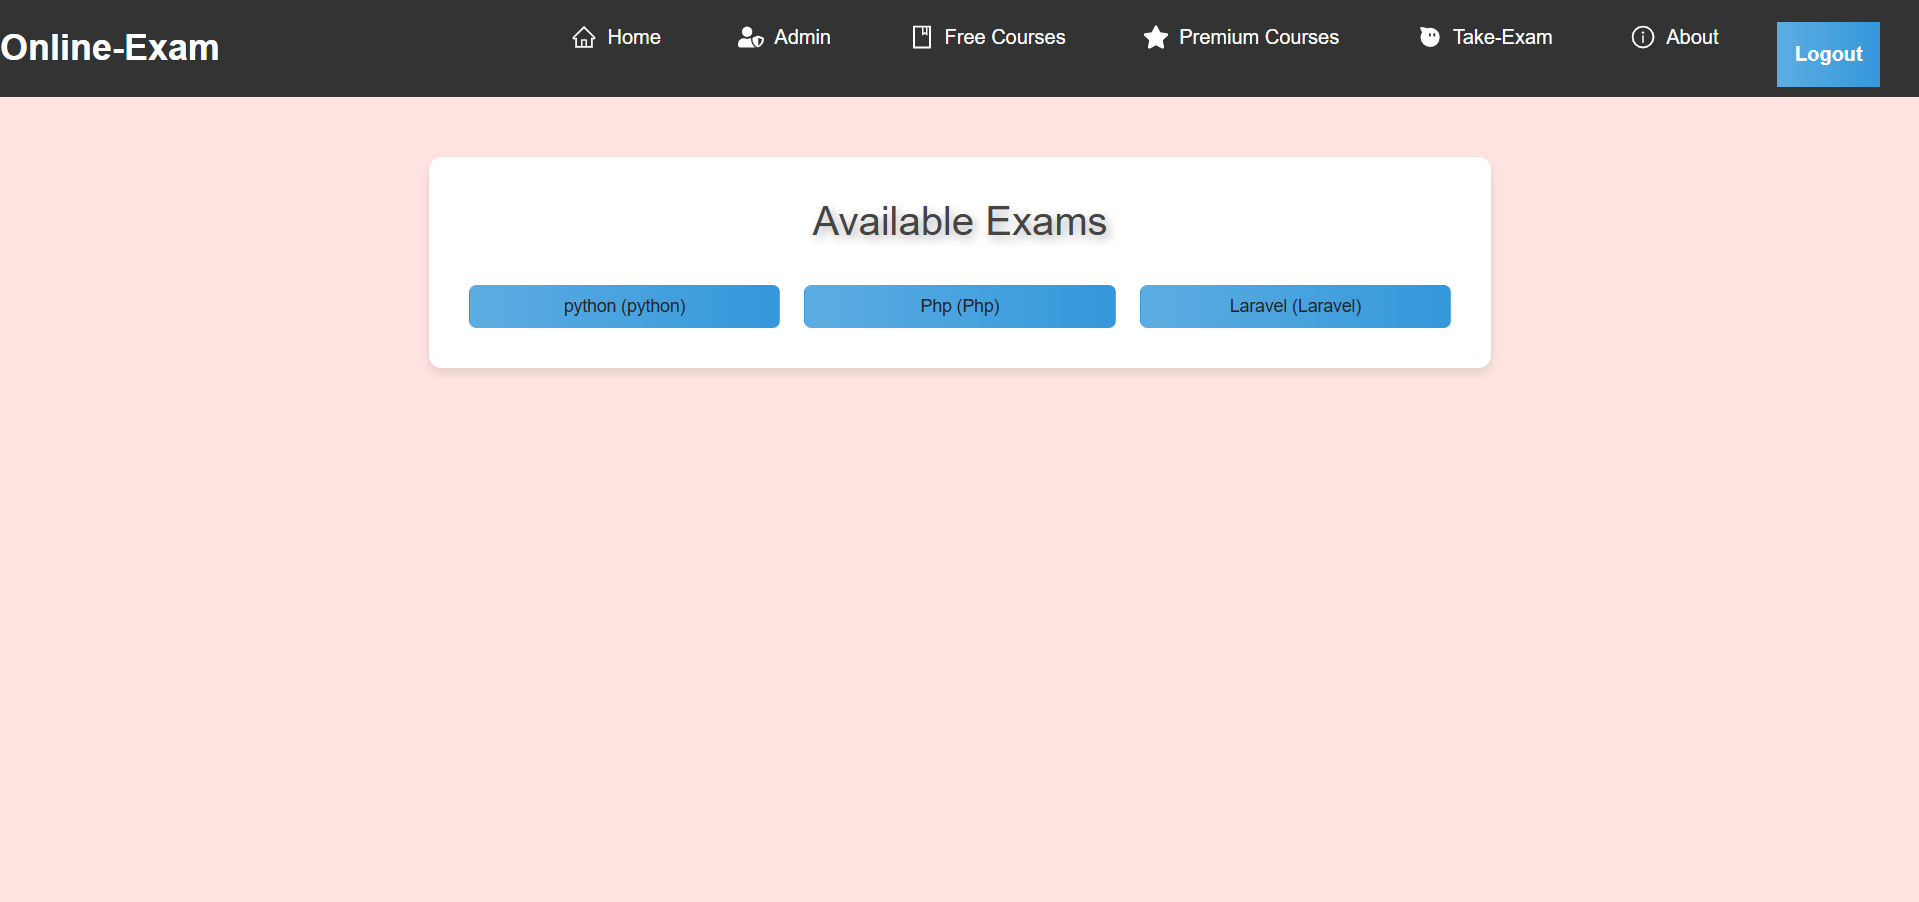 Online-Exam
Home
Admin
Free Courses
Premium Courses
Take-Exam
About
Logout
Available Exams
python (python)
Php (Php)
Laravel (Laravel)